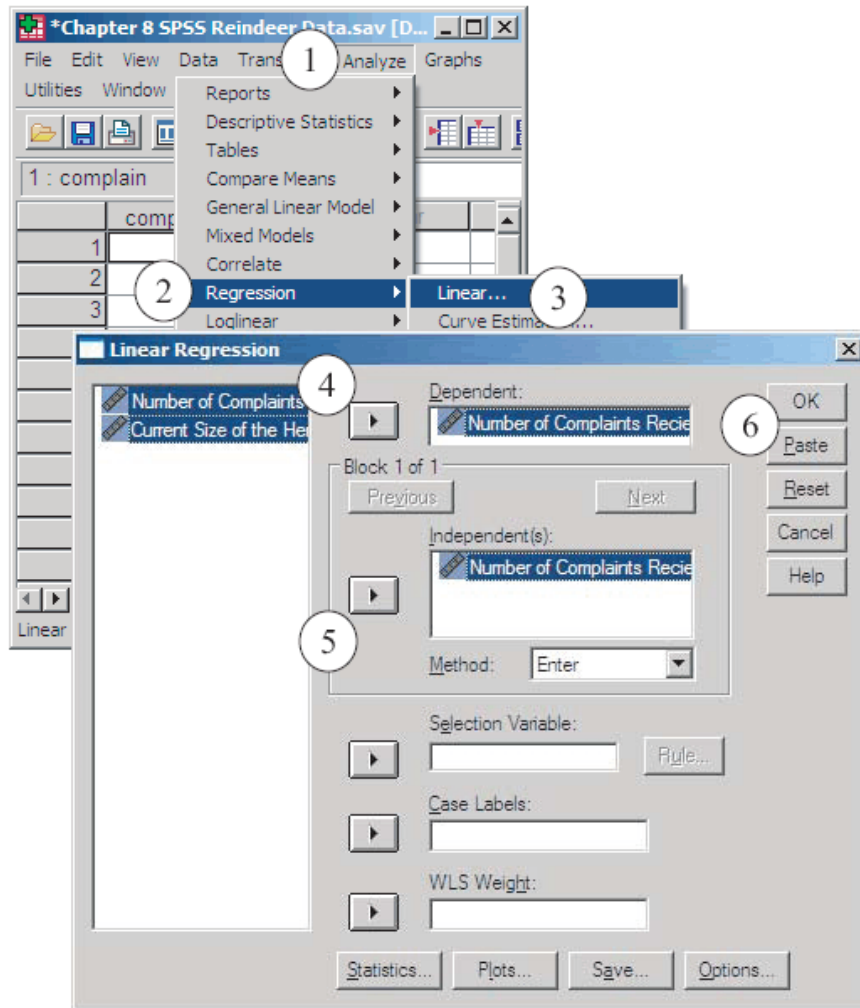 *Chapter 8 SPSS Reindeer Data.sav [D...
File Edit View Data Trans 1 Analyze Graphs
Utilities Window
Reports
Descriptive Statistics
Tables
1 : complain
Compare Means
General Linear Model
comp
Mixed Models
1
Correlate
2
2
Regression
Linear...
3
3
Loglinear
Curve
Linear Regression
4
Number of Complaints
Current Size of the He
Dependent:
Number of Complaints Recie
OK
6
Paste
Block 1 of 1
Previous
Next
Reset
Independent(s):
Cancel
Number of Complaints Recie
Help
Linear
5
Method:
Enter
Selection Variable:
Rule...
Case Labels:
WLS Weight:
Statistics...
Plots...
Save...
Options...